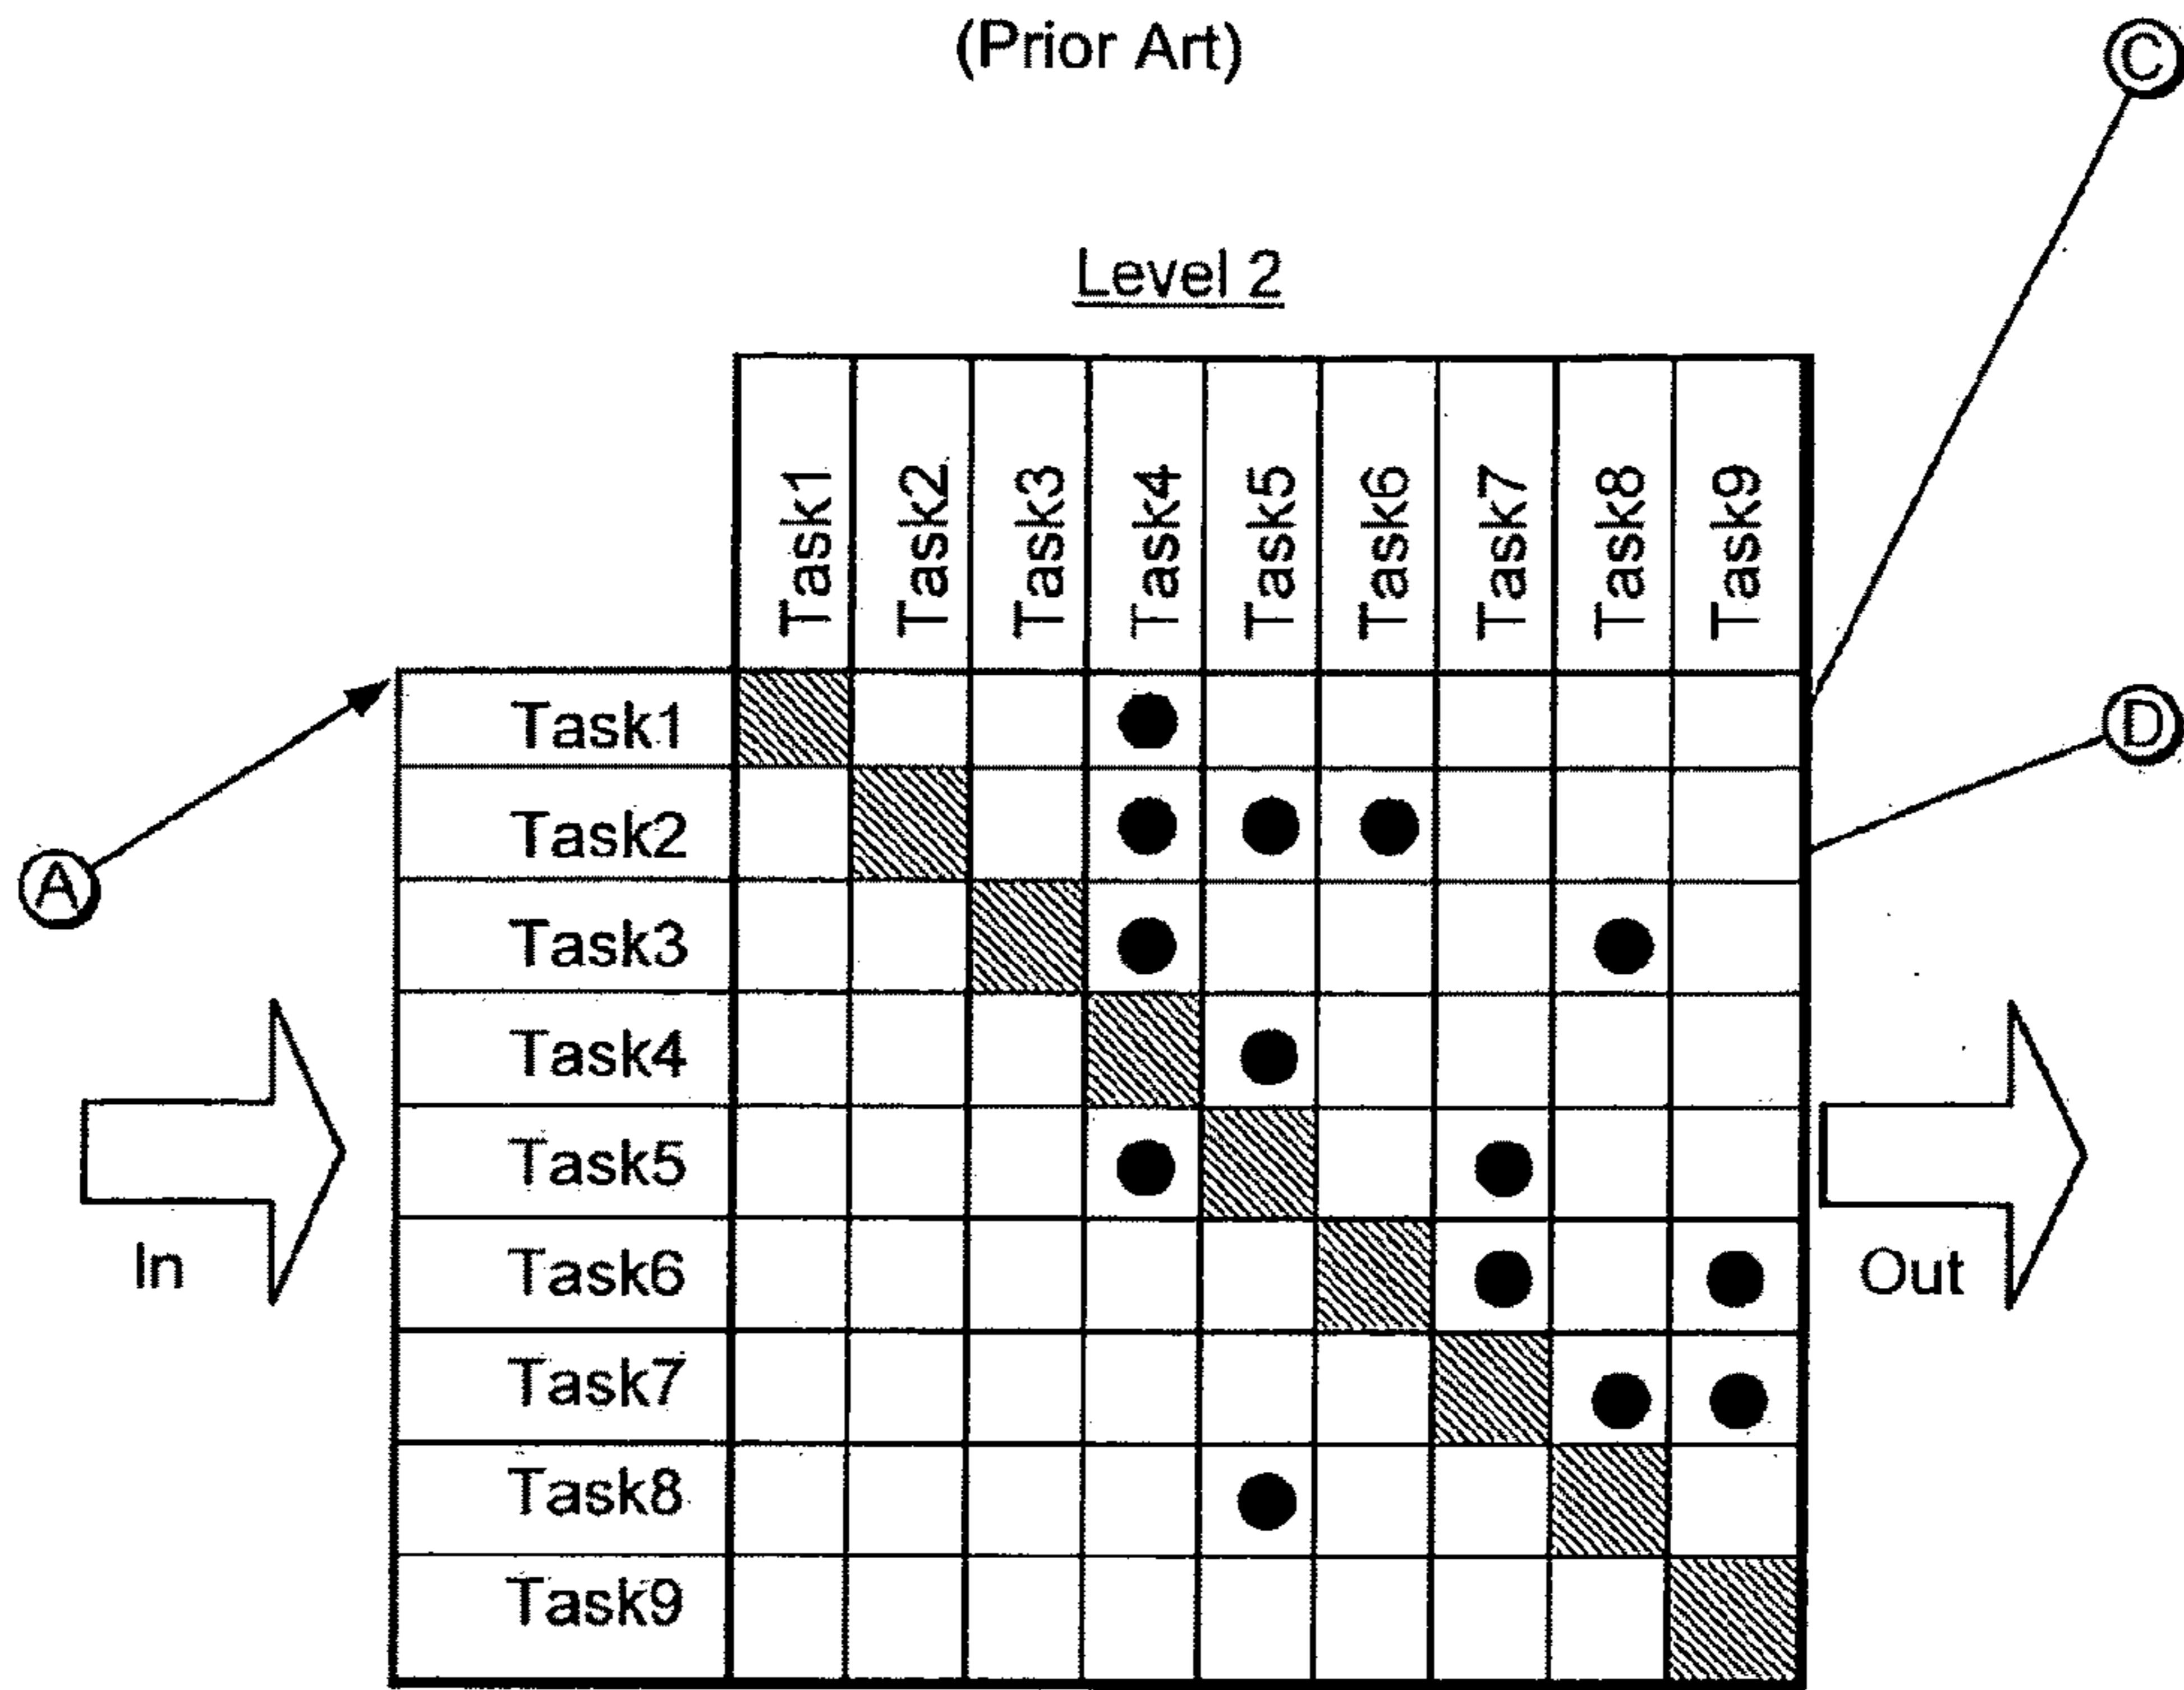 (Prior Art)
C
Level 2
Task1 Task2 Task3 Task4 Task5 Task6 Task7 Task8 Task9
Task1
D
Task2
A
Task3
Task4
Task5
In
Task6
Out
Task7
Task8
Task9